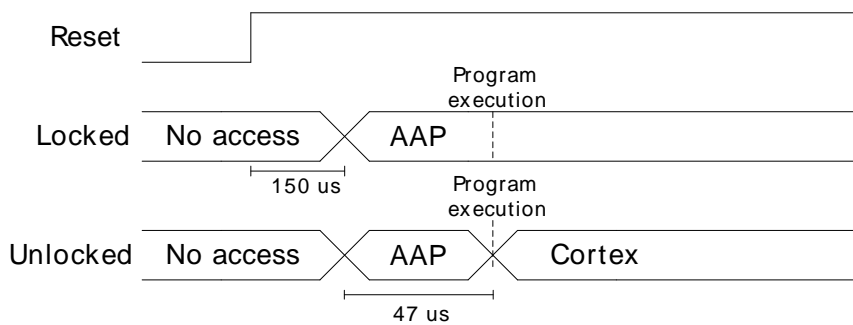 Reset
Program
execution
Locked
No access
AAP
150 us
Program
execution
Unlocked
No access
AAP
Cortex
47 us